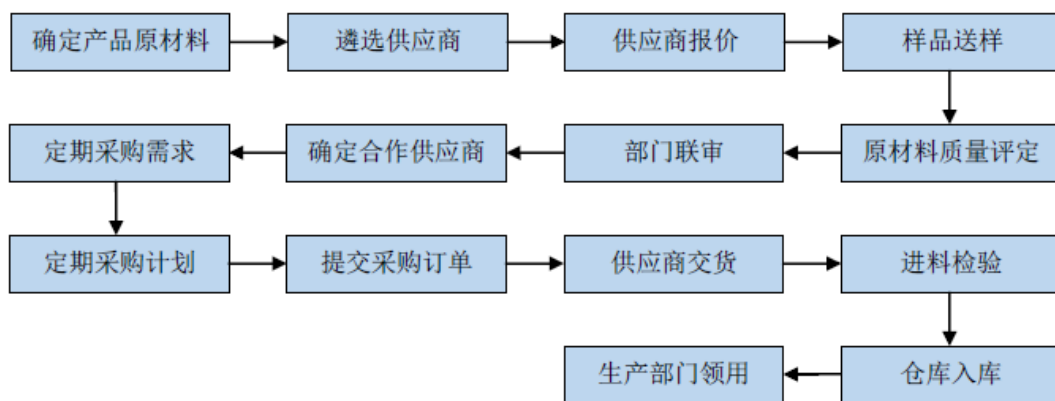 确定产品原材料
遴选供应商
供应商报价
样品送样
原材料质量评定
部门联审
确定合作供应商
定期采购需求
定期采购计划
提交采购订单
供应商交货
进料检验
仓库入库
生产部门领用